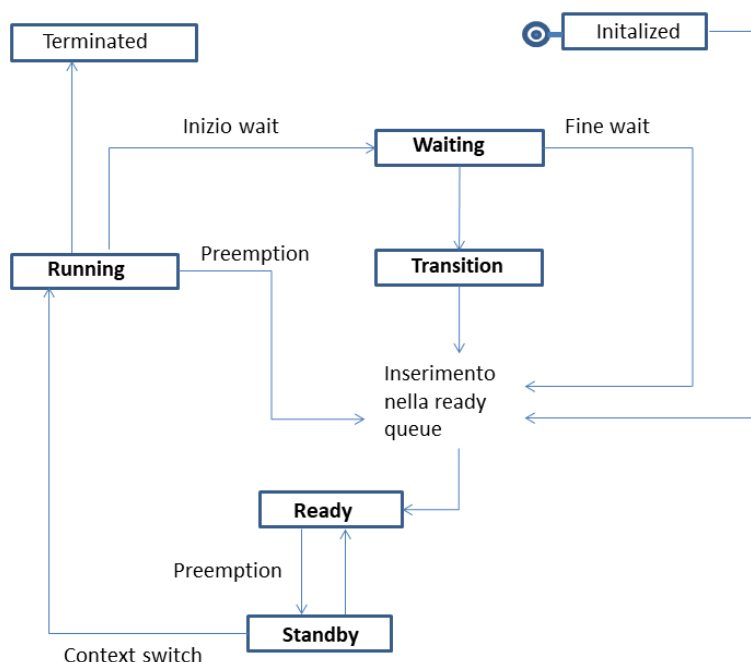 Terminated
Initalized
Inizio wait
Fine wait
Waiting
Preemption
Running
Transition
Inserimento
nella ready
queue
Ready
Preemption
Standby
Context switch